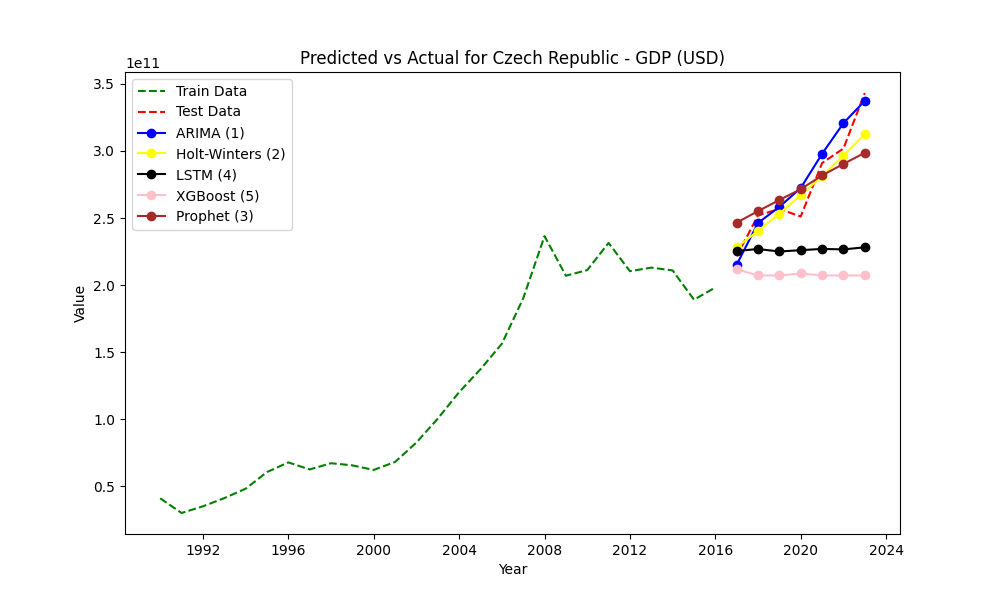 Predicted vs Actual for Czech Republic - GDP (USD)
1e11
3.5
3.0
2.5
2.0
1.5
1.0
0.5
Value
Train Data
Test Data
ARIMA (1)
Holt-Winters (2)
LSTM (4)
XGBoost (5)
Prophet (3)
1992 1996 2000 2004 2008 2012 2016 2020 2024
Year